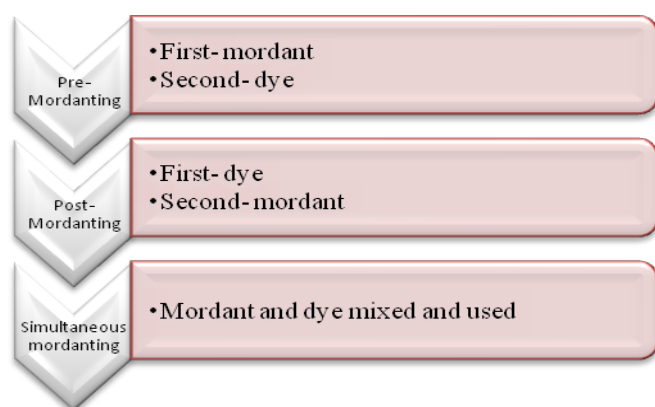 Pre-
Mordanting
•First-mordant
•Second-dye
Post-
Mordanting
•First-dye
•Second-mordant
Simultaneous
mordanting
•Mordant and dye mixed and used